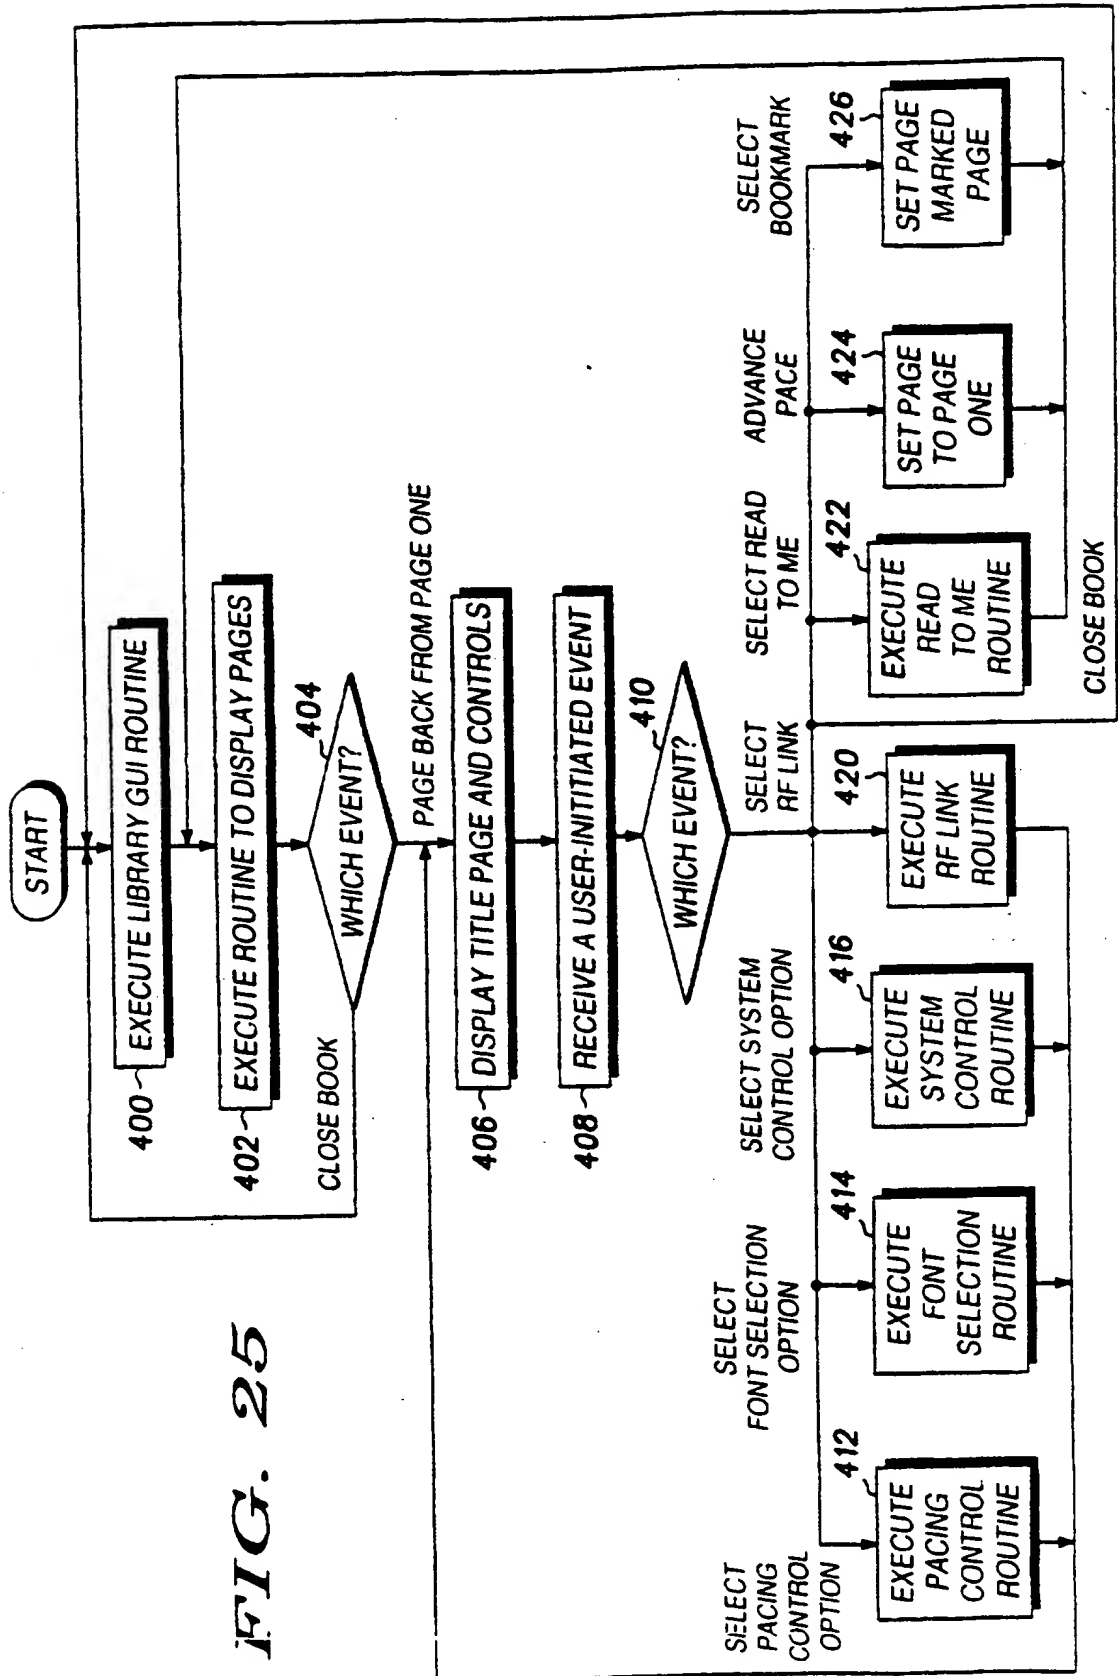 FIG. 25
START
400
EXECUTE LIBRARY GUI ROUTINE
402
EXECUTE ROUTINE TO DISPLAY PAGES
404
WHICH EVENT?
CLOSE BOOK
PAGE BACK FROM PAGE ONE
406
DISPLAY TITLE PAGE AND CONTROLS
408
RECEIVE A USER-INITITIATED EVENT
410
WHICH EVENT?
SELECT
PACING
CONTROL
OPTION
412
EXECUTE
PACING
CONTROL
ROUTINE
SELECT
FONT SELECTION
OPTION
414
EXECUTE
FONT
SELECTION
ROUTINE
SELECT SYSTEM
CONTROL OPTION
416
EXECUTE
SYSTEM
CONTROL
ROUTINE
SELECT
RF LINK
420
EXECUTE
RF LINK
ROUTINE
SELECT READ
TO ME
422
EXECUTE
READ
TO ME
ROUTINE
ADVANCE
PACE
424
SET PAGE
TO PAGE
ONE
SELECT
BOOKMARK
426
SET PAGE
MARKED
PAGE
CLOSE BOOK